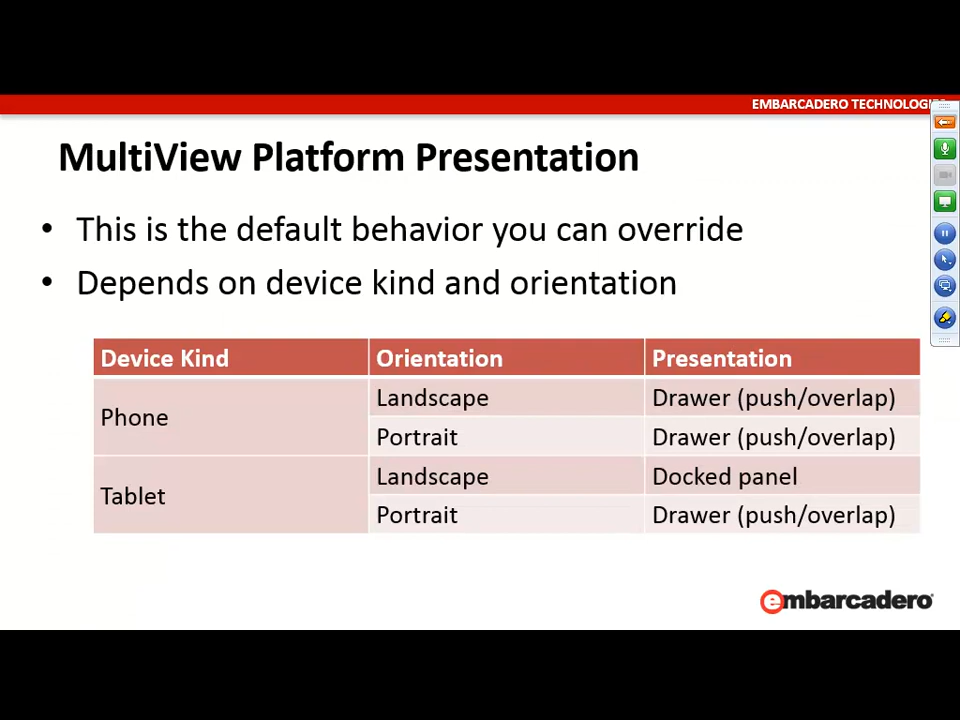 EMBARCADERO TECHNOLOGI
MultiView Platform Presentation
• This is the default behavior you can override
• Depends on device kind and orientation
Device Kind Orientation Presentation
Phone Landscape Drawer (push/overlap)
Portrait Drawer (push/overlap)
Tablet Landscape Docked panel
Portrait Drawer (push/overlap)
embarcadero